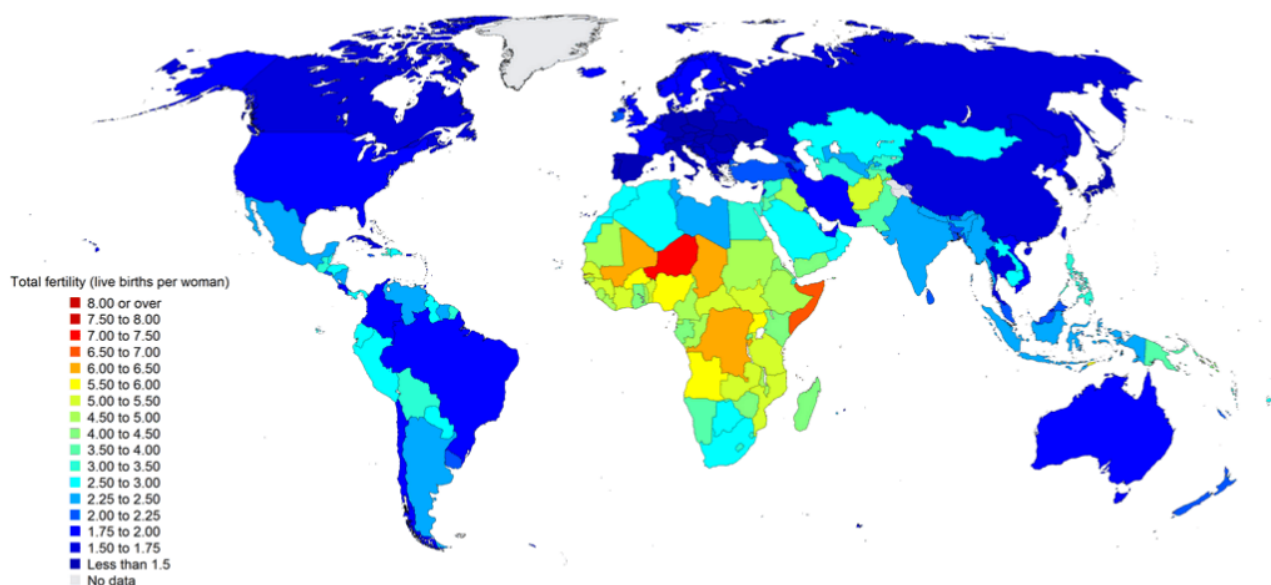 Total fertility (live births per woman)
8.00 or over
7.50 to 8.00
7.00 to 7.50
6.50 to 7.00
6.00 to 6.50
5.50 to 6.00
5.00 to 5.50
4.50 to 5.00
4.00 to 4.50
3.50 to 4.00
3.00 to 3.50
2.50 to 3.00
2.25 to 2.50
2.00 to 2.25
1.75 to 2.00
1.50 to 1.75
Less than 1.5
No data